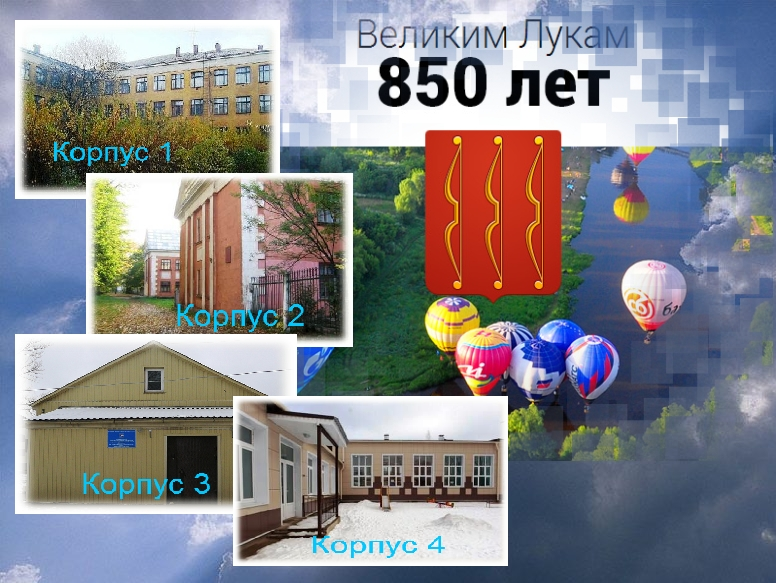 Великим Лукам
850 лет
Корпус 1
Корпус 2
Корпус 3
Корпус 4